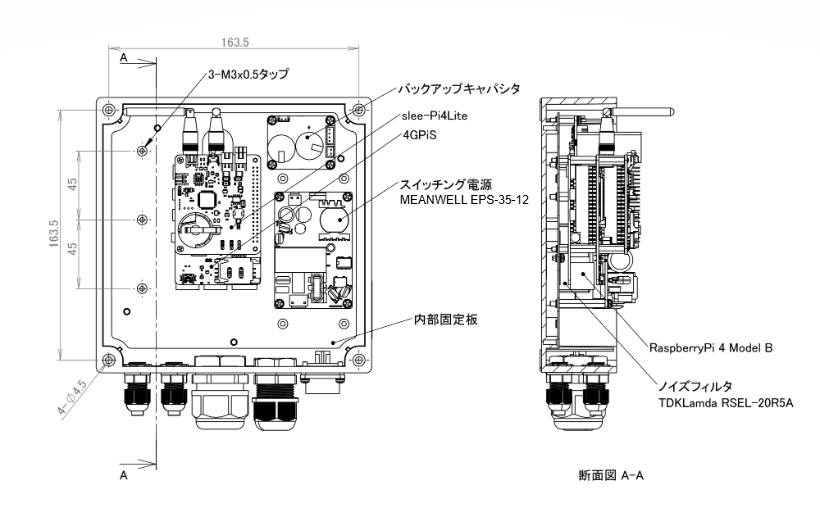 163.5
A
3-M3x0.5タップ
バックアップキャパシタ
slee-Pi4Lite
4GPiS
スイッチング電源
MEANWELL EPS-35-12
45
163.5
45
内部固定板
RaspberryPi 4 Model B
ノイズフィルタ
TDKLamda RSEL-20R5A
4-∅4.5
A
断面図 A-A